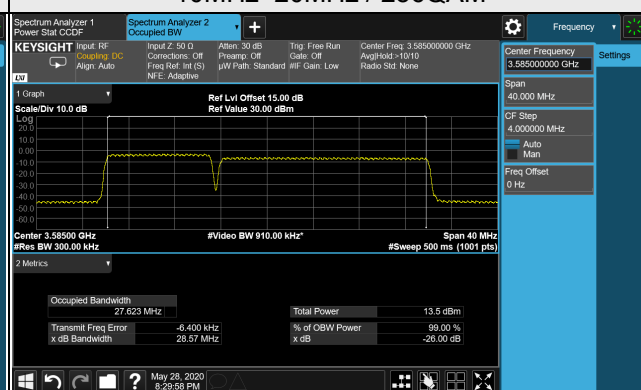 Spectrum Analyzer 1
Power Stat CCDF
Spectrum Analyzer 2
Occupied BW
Frequency
KEYSIGHT
Input: RF
Coupling: DC
Align: Auto
Input Z: 50 Ω
Corrections: Off
Freq Ref: Int (S)
NFE: Adaptive
Atten: 30 dB
Preamp: Off
µW Path: Standard
Trig: Free Run
Gate: Off
#IF Gain: Low
Center Freq: 3.585000000 GHz
Avg|Hold:>10/10
Radio Std: None
LXI
Center Frequency
3.585000000 GHz
Settings
Span
40.000 MHz
CF Step
4.000000 MHz
Auto
Man
Freq Offset
0 Hz
1 Graph
Scale/Div 10.0 dB
Ref Lvl Offset 15.00 dB
Ref Value 30.00 dBm
Log
20.0
10.0
0.00
-10.0
-20.0
-30.0
-40.0
-50.0
-60.0
Center 3.58500 GHz
#Res BW 300.00 kHz
#Video BW 910.00 kHz*
Span 40 MHz
#Sweep 500 ms (1001 pts)
2 Metrics
Occupied Bandwidth
27.623 MHz
Total Power 13.5 dBm
Transmit Freq Error -6.400 kHz
% of OBW Power 99.00 %
x dB Bandwidth 28.57 MHz
x dB -26.00 dB
May 28, 2020
8:29:58 PM